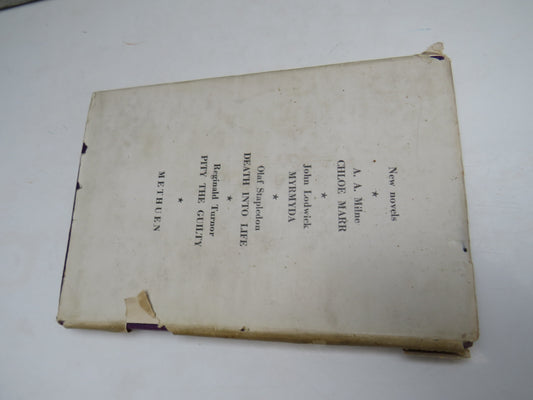 New novels
★
A. A. Milne
CHLOE MARR
★
John Lodwick
MYRMYDA
★
Olaf Stapledon
DEATH INTO LIFE
★
Reginald Turnor
PITY THE GUILTY
★
METHUEN